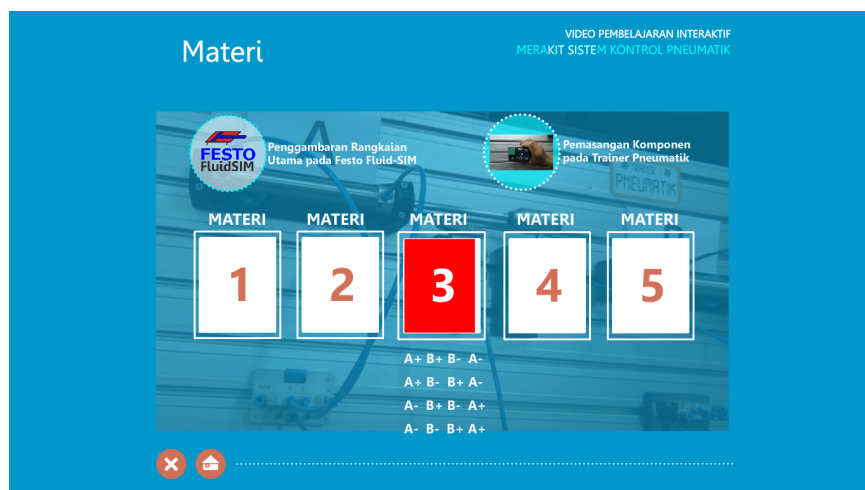 Materi
VIDEO PEMBELAJARAN INTERAKTIF
MERAKIT SISTEM KONTROL PNEUMATIK
FESTO
FluidSIM
Penggambaran Rangkaian
Utama pada Festo Fluid-SIM
Pemasangan Komponen
pada Trainer Pneumatik
PNEUMATIK
MATERI MATERI MATERI MATERI MATERI
1 2 3 4 5
A+ B+ B- A-
A+ B- B+ A-
A- B+ B- A+
A- B- B+ A+